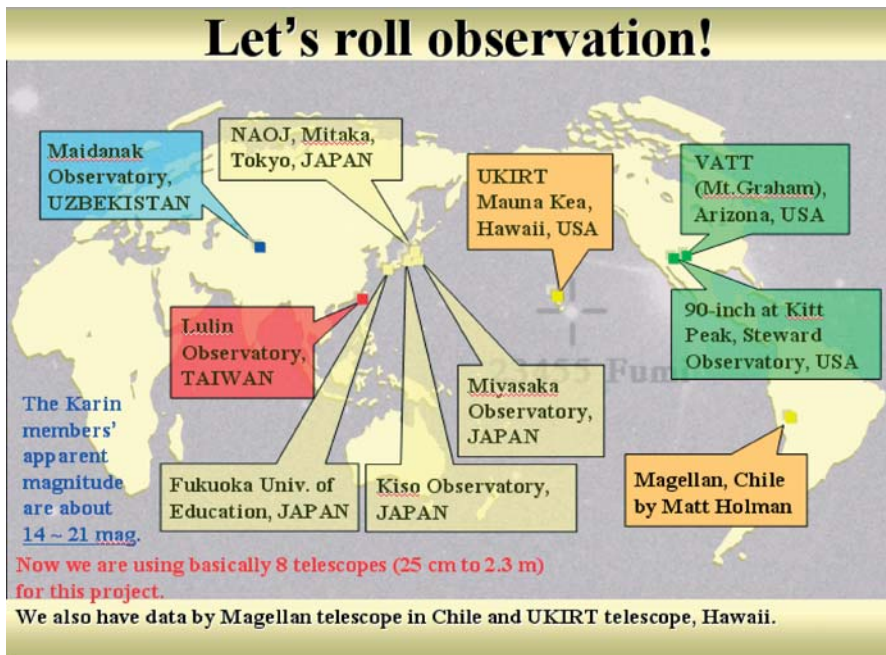 Let's roll observation!
Maidanak
Observatory,
UZBEKISTAN
NAOJ, Mitaka,
Tokyo, JAPAN
UKIRT
Mauna Kea,
Hawaii, USA
VATT
(Mt.Graham),
Arizona, USA
Lulin
Observatory,
TAIWAN
90-inch at Kitt
Peak, Steward
Observatory, USA
23455 Fumi
Miyasaka
Observatory,
JAPAN
The Karin
members'
apparent
magnitude
are about
14 ~ 21 mag.
Fukuoka Univ. of
Education, JAPAN
Kiso Observatory,
JAPAN
Magellan, Chile
by Matt Holman
Now we are using basically 8 telescopes (25 cm to 2.3 m)
for this project.
We also have data by Magellan telescope in Chile and UKIRT telescope, Hawaii.